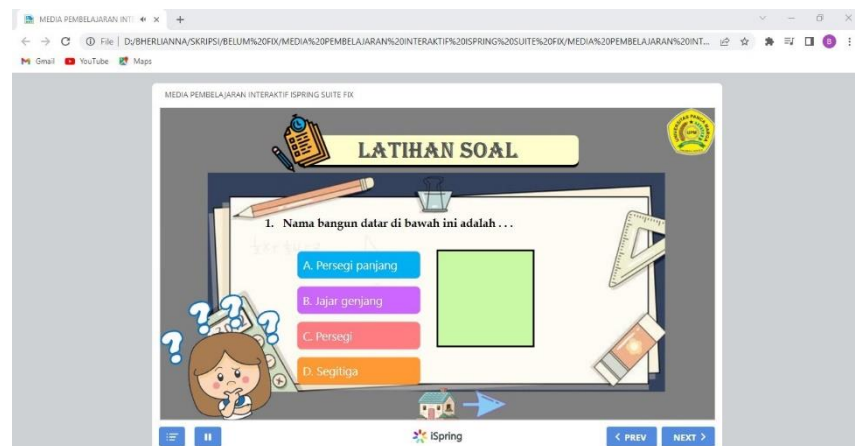 MEDIA PEMBELAJARAN INT
File | D:/BHERLIANNA/SKRIPSI/BELUM%20FIX/MEDIA%20PEMBELAJARAN%20INTERAKTIF%20ISPRING%20SUITE%20FIX/MEDIA%20PEMBELAJARAN%20INT...
B
Gmail YouTube Maps
MEDIA PEMBELAJARAN INTERAKTIF ISPRING SUITE FIX
LATIHAN SOAL
1. Nama bangun datar di bawah ini adalah . . .
A. Persegi panjang
B. Jajar genjang
C. Persegi
D. Segitiga
iSpring
< PREV
NEXT >